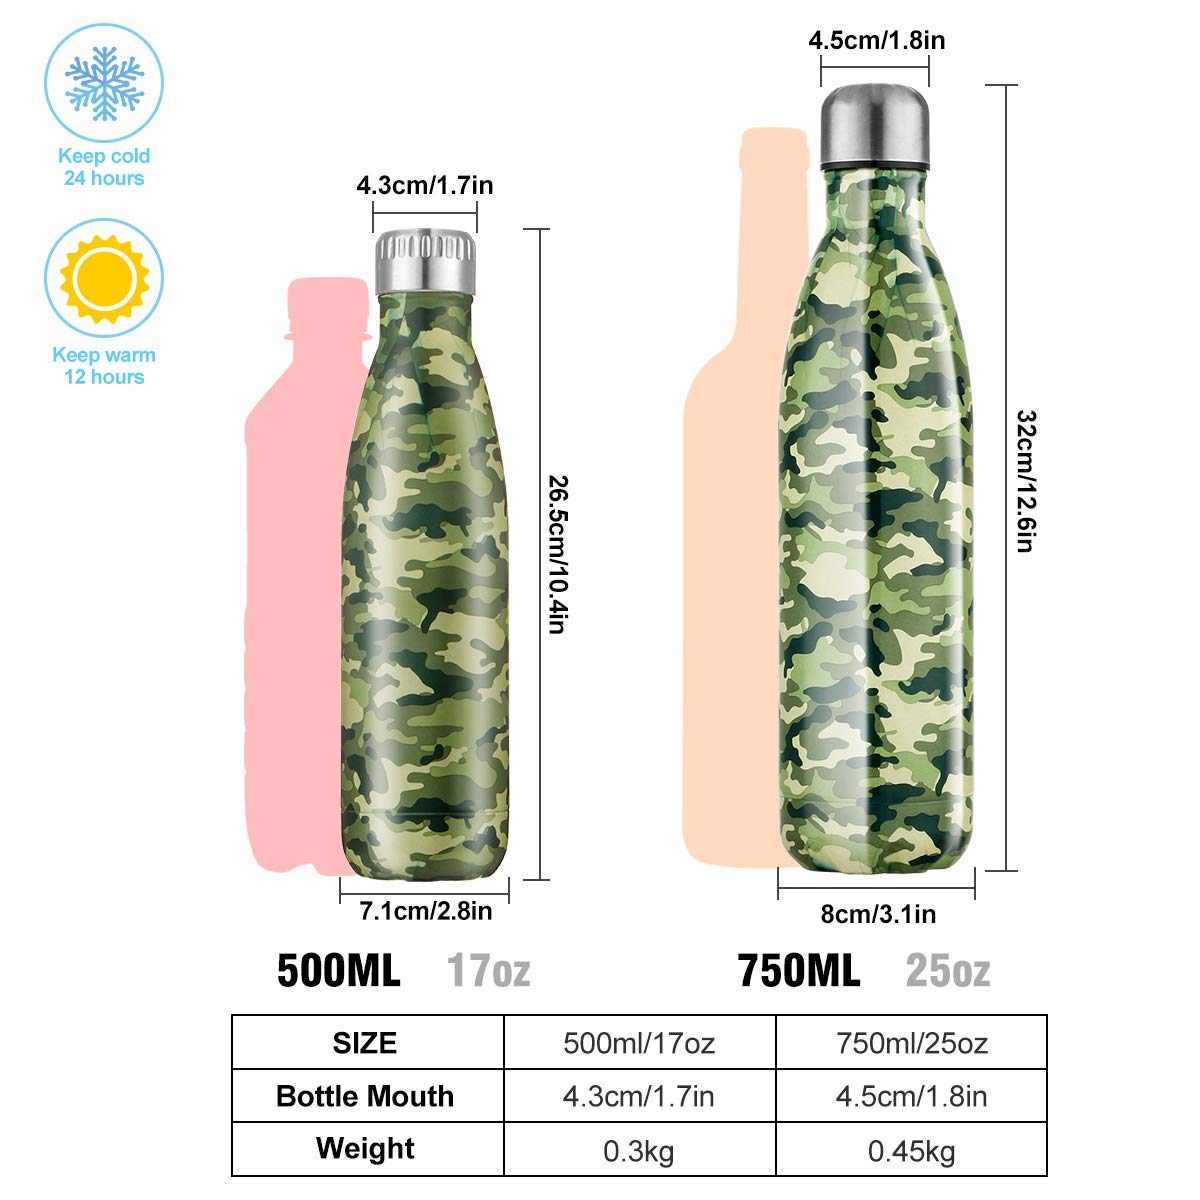 Keep cold
24 hours
Keep warm
12 hours
4.3cm/1.7in
26.5cm/10.4in
7.1cm/2.8in
4.5cm/1.8in
32cm/12.6in
8cm/3.1in
500ML 17oz
750ML 25oz
SIZE 500ml/17oz 750ml/25oz
Bottle Mouth 4.3cm/1.7in 4.5cm/1.8in
Weight 0.3kg 0.45kg